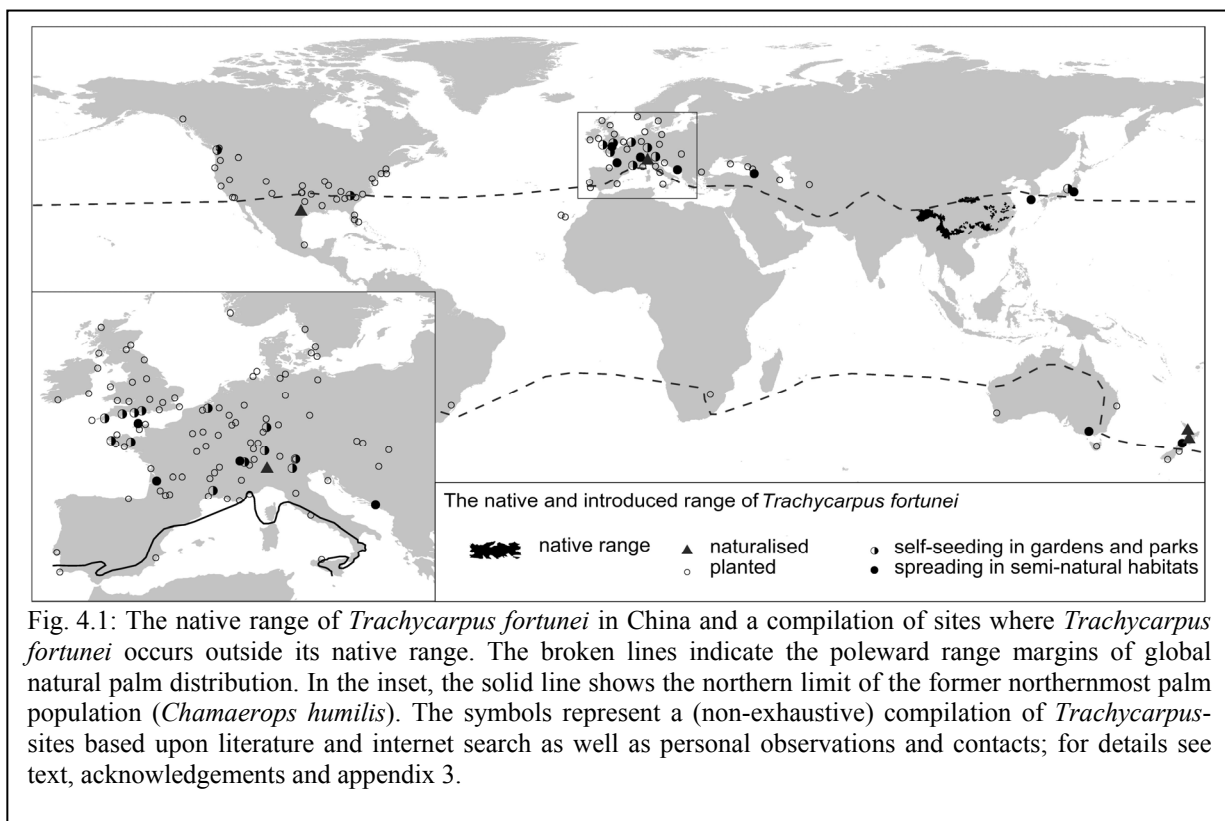 The native and introduced range of Trachycarpus fortunei
native range
naturalised
planted
self-seeding in gardens and parks
spreading in semi-natural habitats
Fig. 4.1: The native range of Trachycarpus fortunei in China and a compilation of sites where Trachycarpus
fortunei occurs outside its native range. The broken lines indicate the poleward range margins of global
natural palm distribution. In the inset, the solid line shows the northern limit of the former northernmost palm
population (Chamaerops humilis). The symbols represent a (non-exhaustive) compilation of Trachycarpus-
sites based upon literature and internet search as well as personal observations and contacts; for details see
text, acknowledgements and appendix 3.